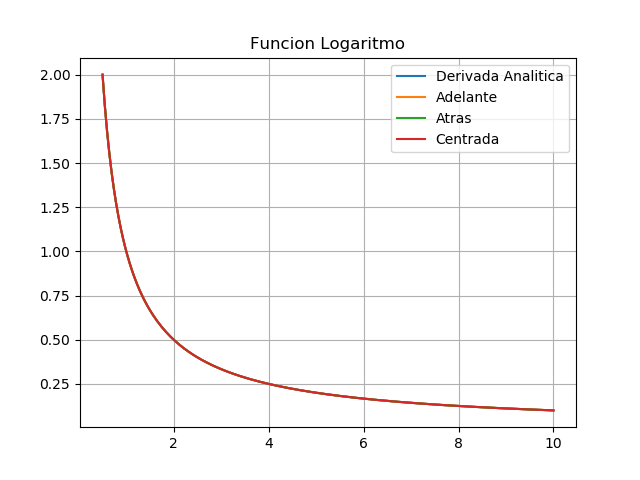 Funcion Logaritmo
Derivada Analitica
Adelante
Atras
Centrada
2.00
1.75
1.50
1.25
1.00
0.75
0.50
0.25
2 4 6 8 10